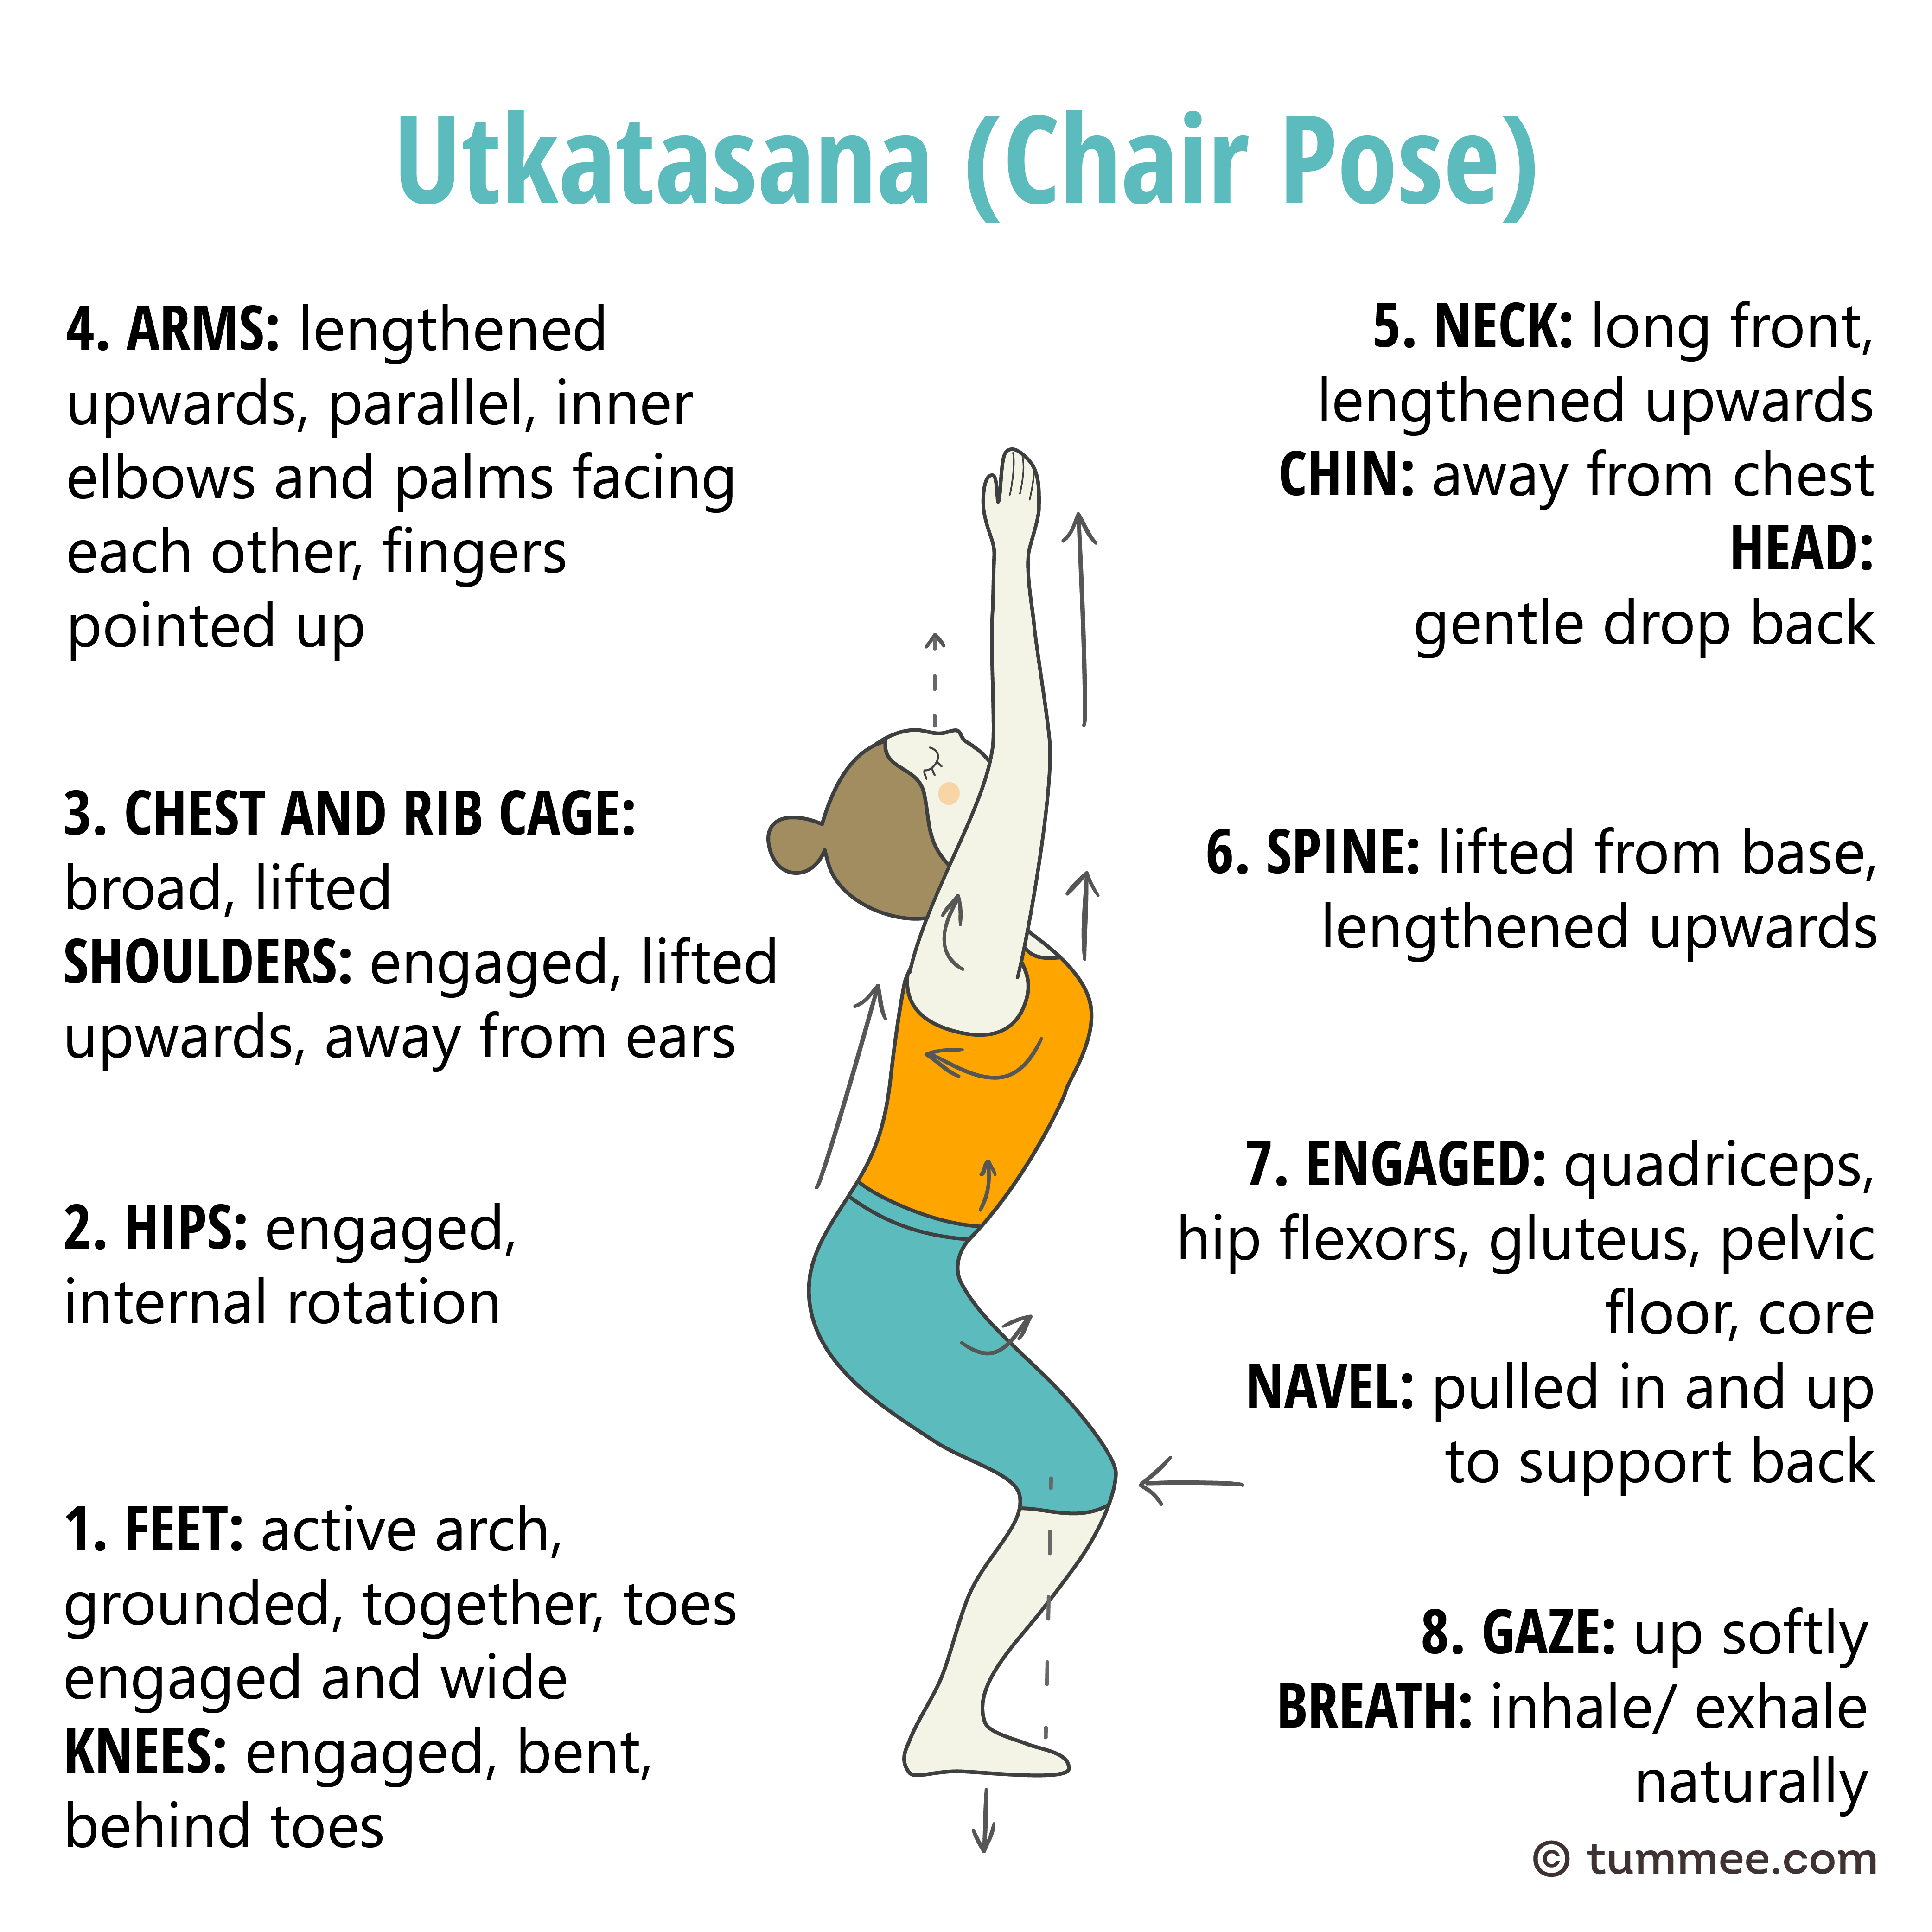 Utkatasana (Chair Pose)
4. ARMS: lengthened
upwards, parallel, inner
elbows and palms facing
each other, fingers
pointed up
3. CHEST AND RIB CAGE:
broad, lifted
SHOULDERS: engaged, lifted
upwards, away from ears
2. HIPS: engaged,
internal rotation
1. FEET: active arch,
grounded, together, toes
engaged and wide
KNEES: engaged, bent,
behind toes
5. NECK: long front,
lengthened upwards
CHIN: away from chest
HEAD:
gentle drop back
6. SPINE: lifted from base,
lengthened upwards
7. ENGAGED: quadriceps,
hip flexors, gluteus, pelvic
floor, core
NAVEL: pulled in and up
to support back
8. GAZE: up softly
BREATH: inhale/ exhale
naturally
© tummee.com